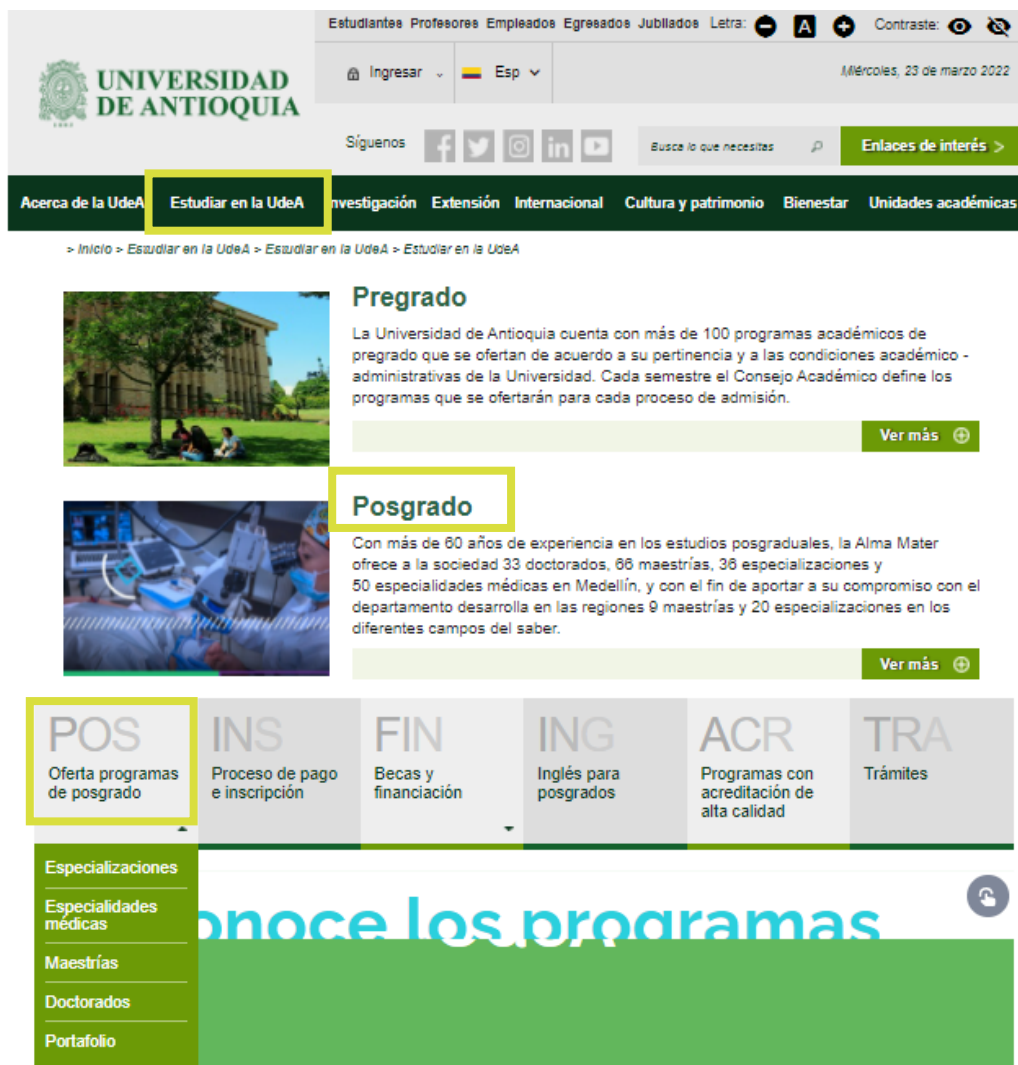 Estudiantes Profesores Empleados Egresados Jubilados Letra: A Contraste:
UNIVERSIDAD
DE ANTIOQUIA
1803
Ingresar Esp
Miércoles, 23 de marzo 2022
Síguenos
Busca lo que necesitas
Enlaces de interés >
Acerca de la UdeA Estudiar en la UdeA Investigación Extensión Internacional Cultura y patrimonio Bienestar Unidades académicas
> Inicio > Estudiar en la UdeA > Estudiar en la UdeA > Estudiar en la UdeA
Pregrado
La Universidad de Antioquia cuenta con más de 100 programas académicos de
pregrado que se ofertan de acuerdo a su pertinencia y a las condiciones académico -
administrativas de la Universidad. Cada semestre el Consejo Académico define los
programas que se ofertarán para cada proceso de admisión.
Ver más
Posgrado
Con más de 60 años de experiencia en los estudios posgraduales, la Alma Mater
ofrece a la sociedad 33 doctorados, 66 maestrías, 36 especializaciones y
50 especialidades médicas en Medellín, y con el fin de aportar a su compromiso con el
departamento desarrolla en las regiones 9 maestrías y 20 especializaciones en los
diferentes campos del saber.
Ver más
POS
Oferta programas
de posgrado
INS
Proceso de pago
e inscripción
FIN
Becas y
financiación
ING
Inglés para
posgrados
ACR
Programas con
acreditación de
alta calidad
TRA
Trámites
Especializaciones
Especialidades
médicas
Maestrías
Doctorados
Portafolio
onoce los programas